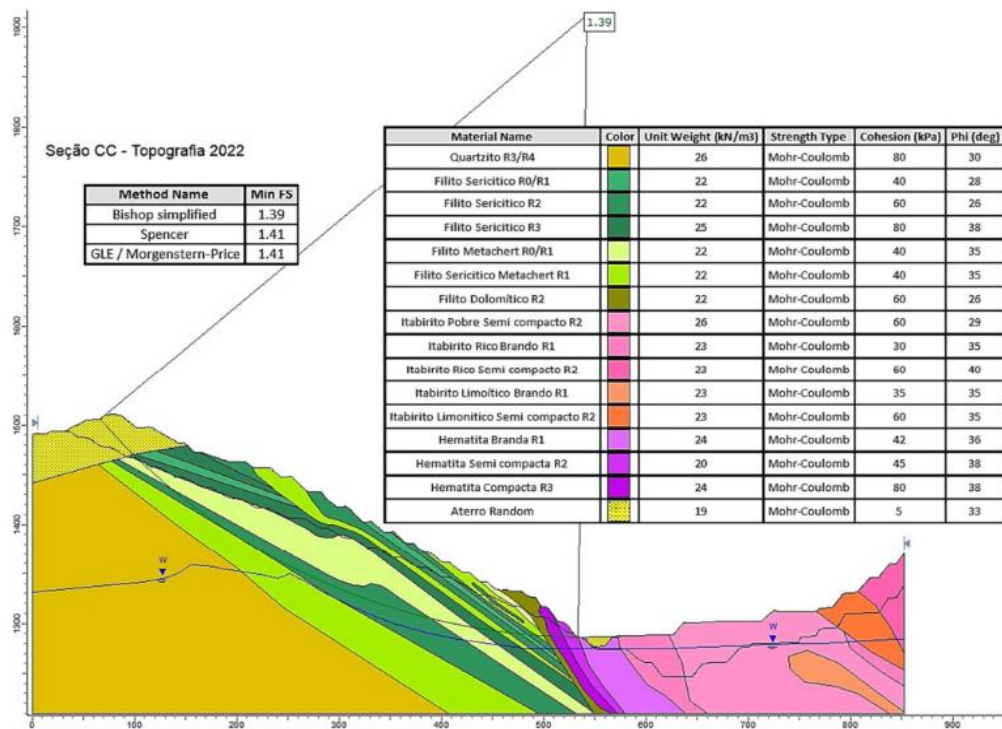 1.39
Seção CC - Topografia 2022
Method Name Min FS
Bishop simplified 1.39
Spencer 1.41
GLE / Morgenstern-Price 1.41
Material Name Color Unit Weight (kN/m3) Strength Type Cohesion (kPa) Phi (deg)
Quartzito R3/R4 26 Mohr-Coulomb 80 30
Filito Sericitico R0/R1 22 Mohr-Coulomb 40 28
Filito Sericitico R2 22 Mohr-Coulomb 60 26
Filito Sericitico R3 25 Mohr-Coulomb 80 38
Filito Metachert R0/R1 22 Mohr-Coulomb 40 35
Filito Sericitico Metachert R1 22 Mohr-Coulomb 40 35
Filito Dolomítico R2 22 Mohr-Coulomb 60 26
Itabirito Pobre Semi compacto R2 26 Mohr-Coulomb 60 29
Itabirito Rico Brando R1 23 Mohr-Coulomb 30 35
Itabirito Rico Semi compacto R2 23 Mohr-Coulomb 60 40
Itabirito Limoítico Brando R1 23 Mohr-Coulomb 35 35
Itabirito Limonitico Semi compacto R2 23 Mohr-Coulomb 60 35
Hematita Branda R1 24 Mohr-Coulomb 42 36
Hematita Semi compacta R2 20 Mohr-Coulomb 45 38
Hematita Compacta R3 24 Mohr-Coulomb 80 38
Aterro Random 19 Mohr-Coulomb 5 33
1900
1800
1700
1600
1500
1400
1300
W
W
0 100 200 300 400 500 600 700 800 900